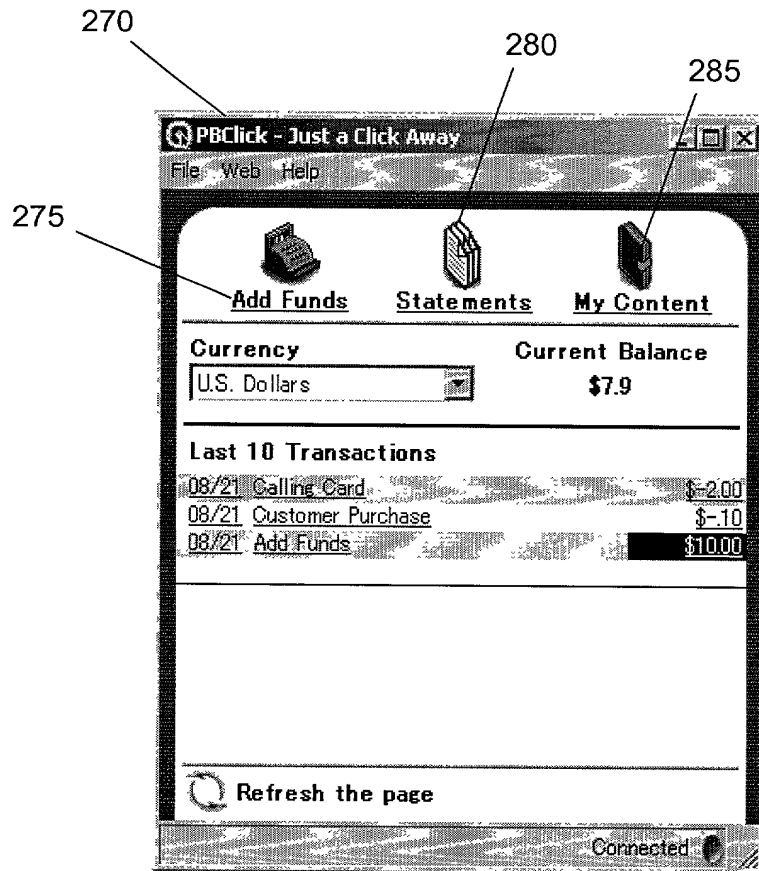 270
280
285
PBClick - Just a Click Away
File Web Help
275
Add Funds Statements My Content
Currency Current Balance
U.S. Dollars $7.9
Last 10 Transactions
08/21 Calling Card $-2.00
08/21 Customer Purchase $-.10
08/21 Add Funds $10.00
Refresh the page
Connected